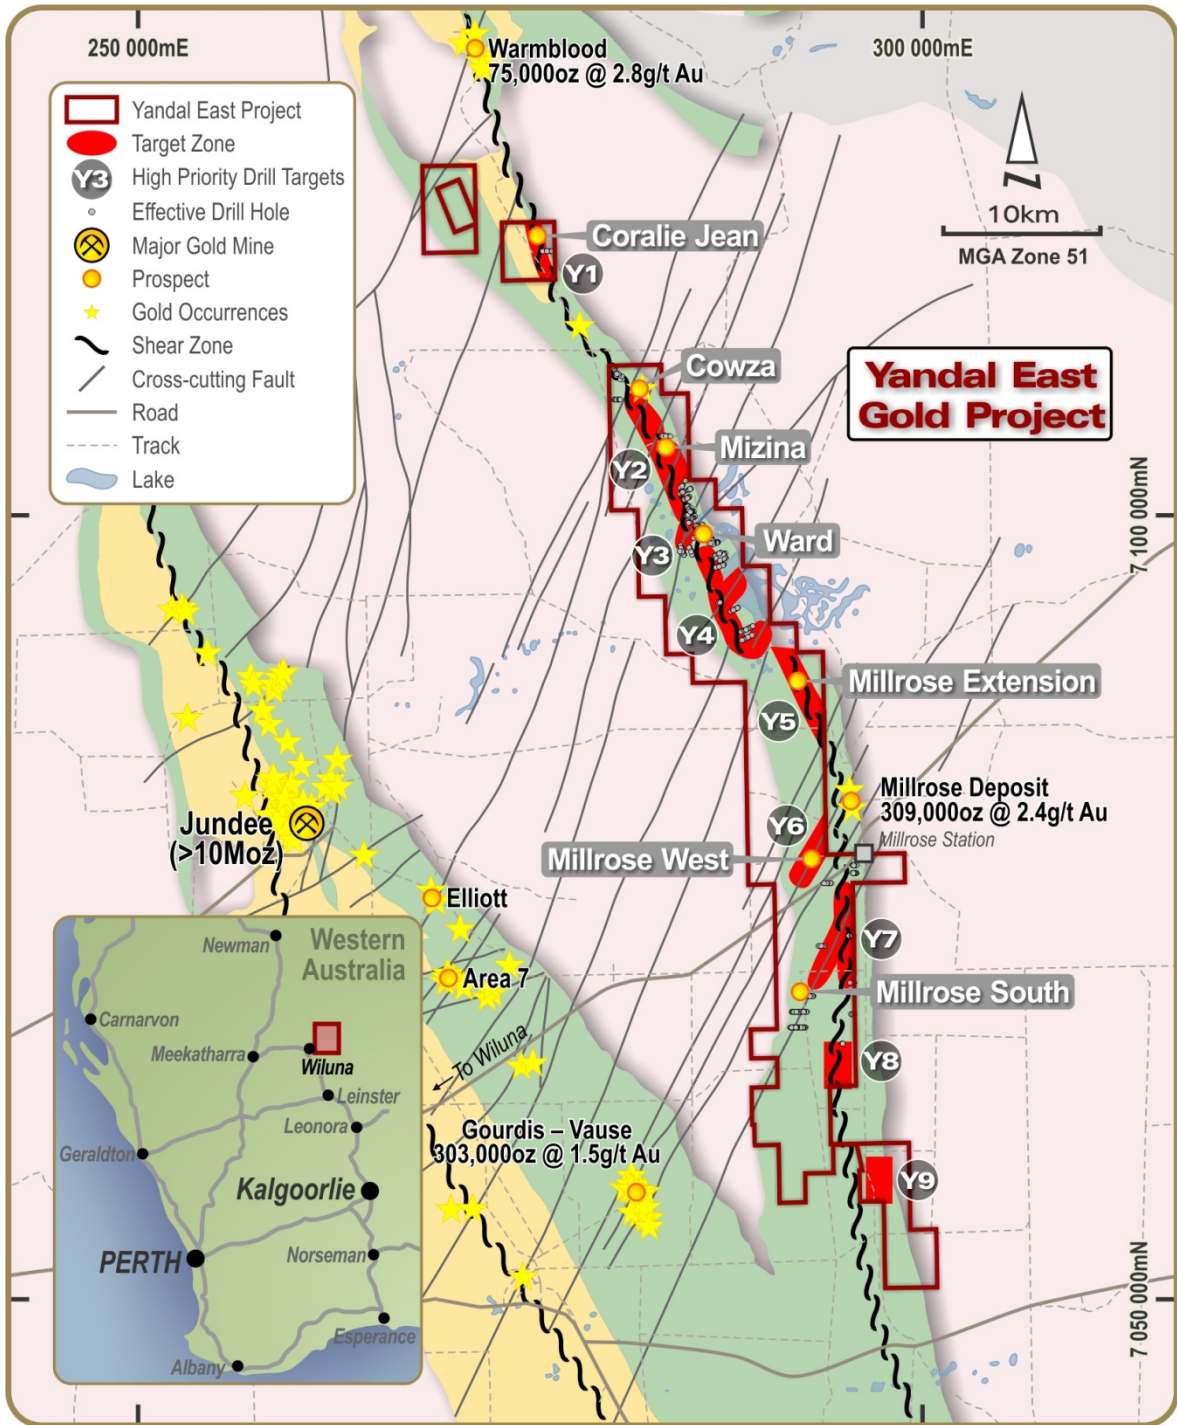 250 000mE
300 000mE
Warmblood
75,000oz @ 2.8g/t Au
Yandal East Project
Target Zone
Y3
High Priority Drill Targets
Effective Drill Hole
Major Gold Mine
Prospect
Gold Occurrences
Shear Zone
Cross-cutting Fault
Road
Track
Lake
N
10km
MGA Zone 51
Coralie Jean
Y1
Cowza
Yandal East
Gold Project
Mizina
Y2
7 100 000mN
Ward
Y3
Y4
Millrose Extension
Y5
Millrose Deposit
309,000oz @ 2.4g/t Au
Millrose Station
Y6
Jundee
(>10Moz)
Millrose West
Elliott
Y7
Area 7
Millrose South
To Wiluna
Y8
Gourdis – Vause
303,000oz @ 1.5g/t Au
Y9
7 050 000mN
Western
Australia
Newman
Carnarvon
Meekatharra
Wiluna
Leinster
Leonora
Geraldton
Kalgoorlie
PERTH
Norseman
Esperance
Albany